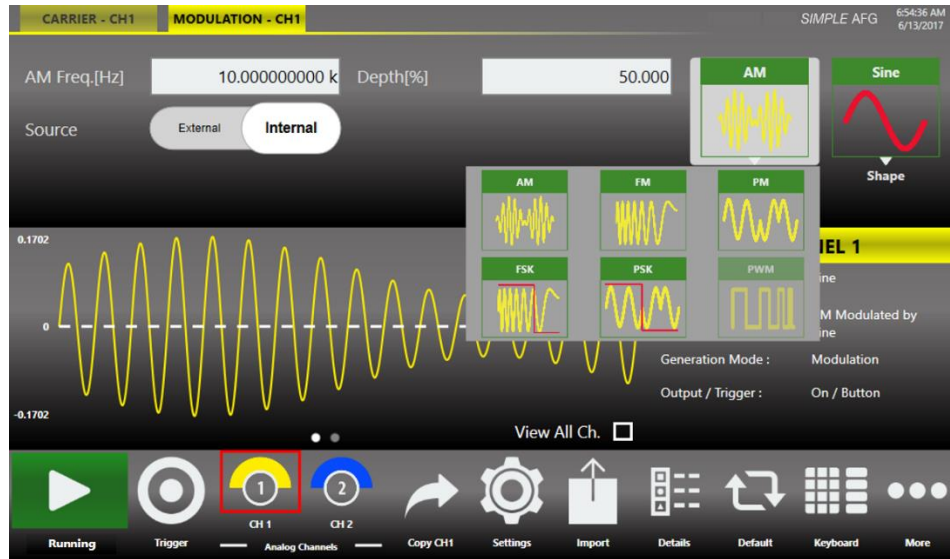 CARRIER - CH1
MODULATION - CH1
SIMPLE AFG
6:54:36 AM
6/13/2017
AM Freq.[Hz]
10.000000000 k
Depth[%]
50.000
AM
Sine
Source
External
Internal
Shape
AM
FM
PM
FSK
PSK
PWM
0.1702
0
-0.1702
IEL 1
ine
M Modulated by
ne
Generation Mode :
Modulation
Output / Trigger :
On / Button
View All Ch.
1
2
CH 1
CH 2
Running
Trigger
Analog Channels
Copy CH1
Settings
Import
Details
Default
Keyboard
More